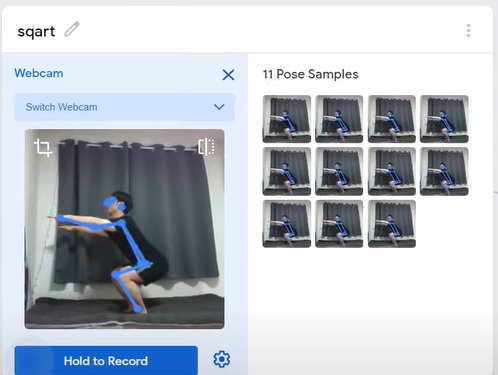 sqart
Webcam
11 Pose Samples
Switch Webcam
Hold to Record